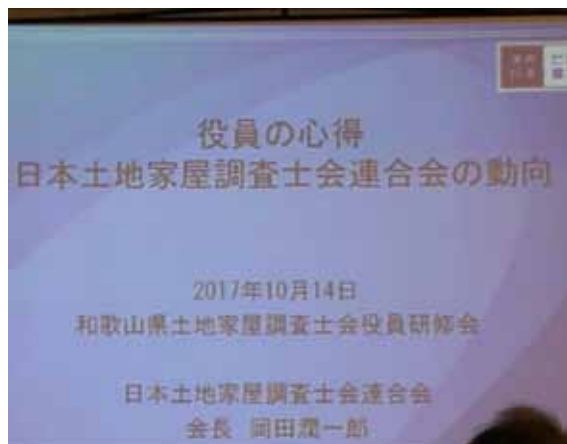 役員の心得
日本土地家屋調査士会連合会の動向
2017年10月14日
和歌山県土地家屋調査士会役員研修会
日本土地家屋調査士会連合会
会長 岡田潤一郎